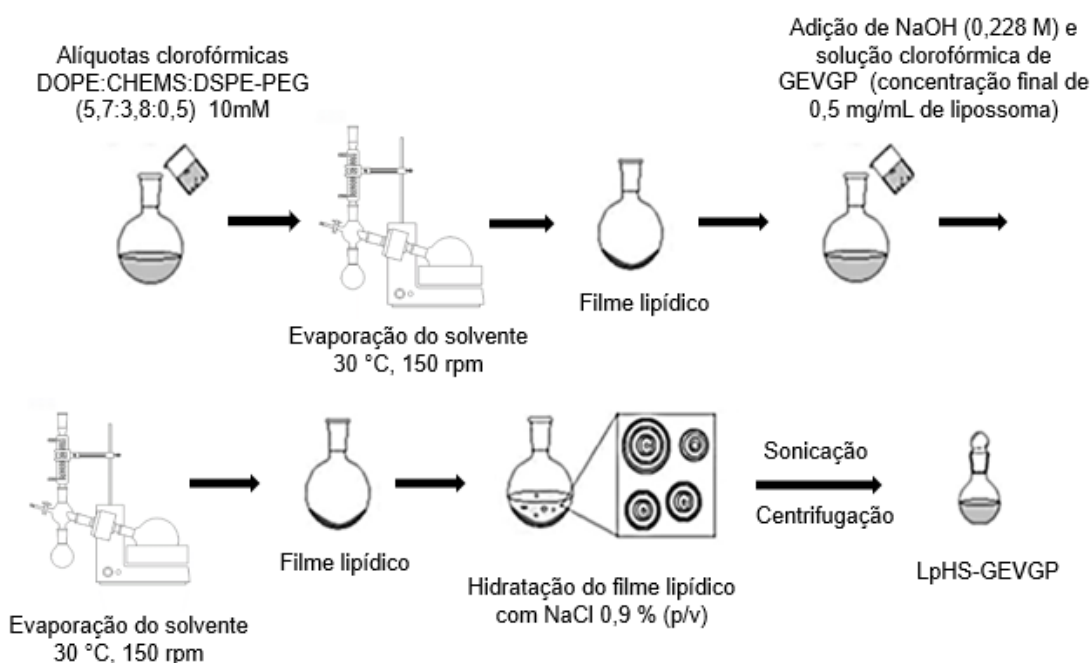 Alíquotas clorofórmicas
DOPE:CHEMS:DSPE-PEG
(5,7:3,8:0,5) 10mM
Evaporação do solvente
30 °C, 150 rpm
Filme lipídico
Adição de NaOH (0,228 M) e
solução clorofórmica de
GEVGP (concentração final de
0,5 mg/mL de lipossoma)
Evaporação do solvente
30 °C, 150 rpm
Filme lipídico
Hidratação do filme lipídico
com NaCl 0,9 % (p/v)
Sonicação
Centrifugação
LpHS-GEVGP